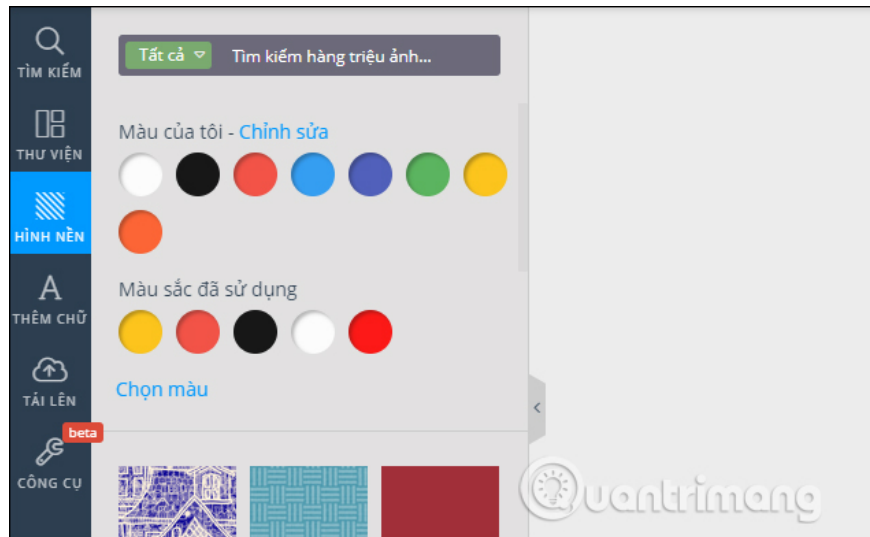 TÌM KIẾM
THƯ VIỆN
HÌNH NỀN
THÊM CHỮ
TẢI LÊN
beta
CÔNG CỤ
Tất cả
Tìm kiếm hàng triệu ảnh...
Màu của tôi - Chỉnh sửa
Màu sắc đã sử dụng
Chọn màu
Quantrimang